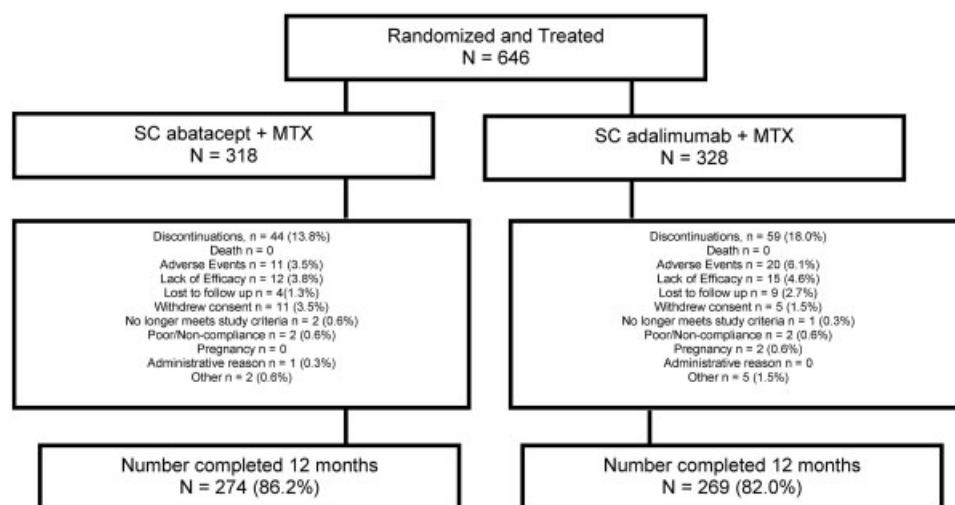 Randomized and Treated
N = 646
SC abatacept + MTX
N = 318
SC adalimumab + MTX
N = 328
Discontinuations, n = 44 (13.8%)
Death n = 0
Adverse Events n = 11 (3.5%)
Lack of Efficacy n = 12 (3.8%)
Lost to follow up n = 4(1.3%)
Withdrew consent n = 11 (3.5%)
No longer meets study criteria n = 2 (0.6%)
Poor/Non-compliance n = 2 (0.6%)
Pregnancy n = 0
Administrative reason n = 1 (0.3%)
Other n = 2 (0.6%)
Discontinuations, n = 59 (18.0%)
Death n = 0
Adverse Events n = 20 (6.1%)
Lack of Efficacy n = 15 (4.6%)
Lost to follow up n = 9 (2.7%)
Withdrew consent n = 5 (1.5%)
No longer meets study criteria n = 1 (0.3%)
Poor/Non-compliance n = 2 (0.6%)
Pregnancy n = 2 (0.6%)
Administrative reason n = 0
Other n = 5 (1.5%)
Number completed 12 months
N = 274 (86.2%)
Number completed 12 months
N = 269 (82.0%)